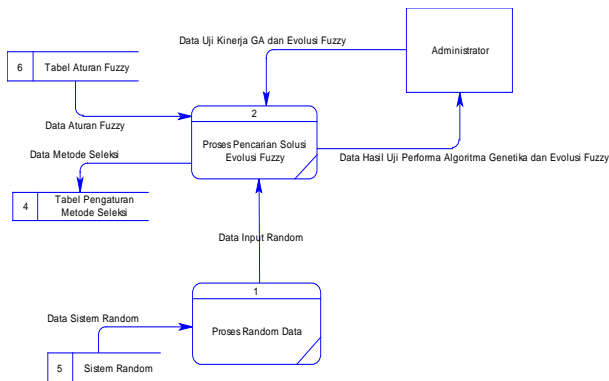 Data Uji Kinerja GA dan Evolusi Fuzzy
Administrator
6 Tabel Aturan Fuzzy
Data Aturan Fuzzy
2
Proses Pencarian Solusi
Evolusi Fuzzy
Data Metode Seleksi
Data Hasil Uji Performa Algoritma Genetika dan Evolusi Fuzzy
4 Tabel Pengaturan
Metode Seleksi
Data Input Random
1
Proses Random Data
Data Sistem Random
5 Sistem Random